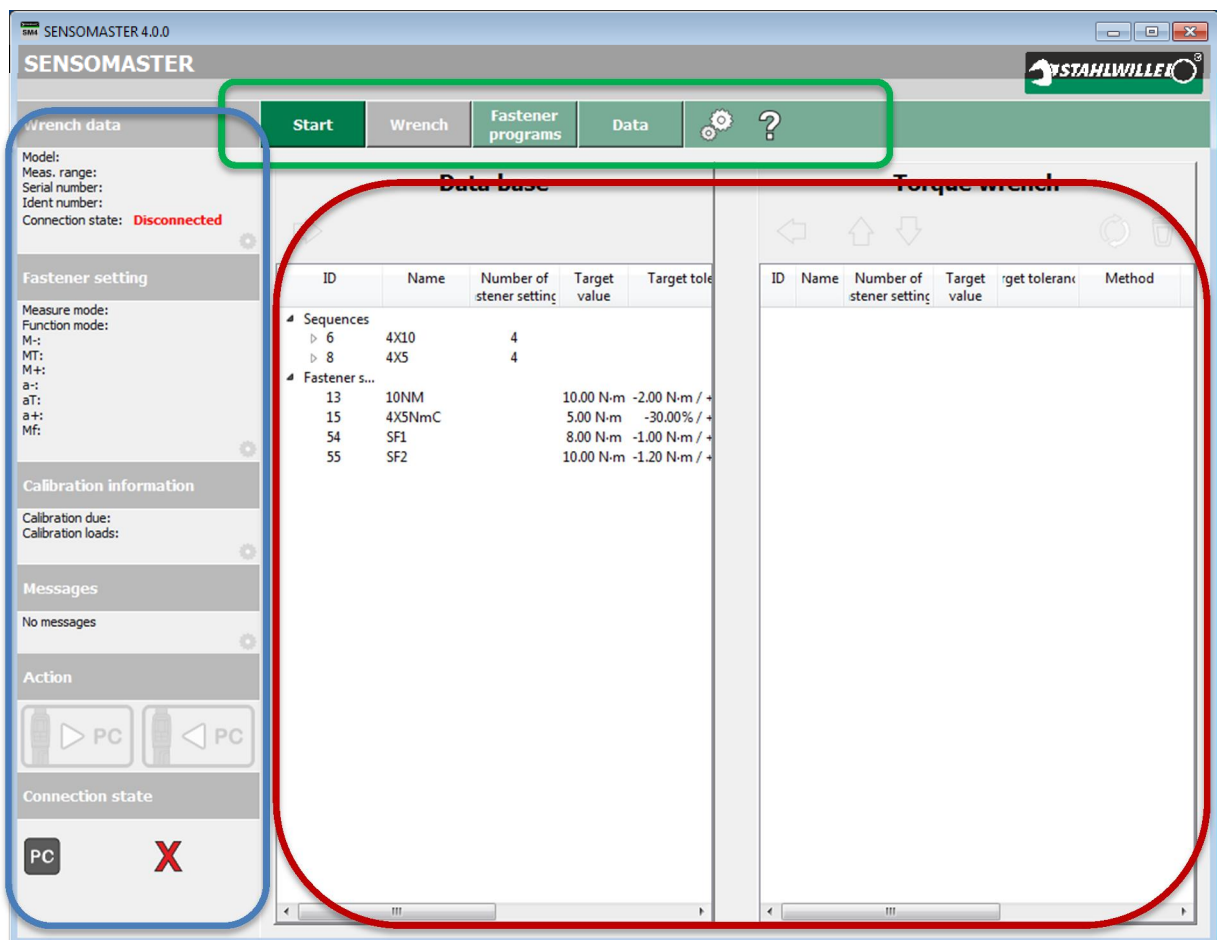 SM4 SENSOMASTER 4.0.0
SENSOMASTER
STAHLWILLE ®
Start
Wrench
Fastener
programs
Data
?
Wrench data
Model:
Meas. range:
Serial number:
Ident number:
Connection state: Disconnected
Fastener setting
Measure mode:
Function mode:
M-:
MT:
M+:
a-:
aT:
a+:
Mf:
Calibration information
Calibration due:
Calibration loads:
Messages
No messages
Action
PC
PC
Connection state
PC
X
Data base
ID Name Number of Target Target tole
stener setting value
Sequences
6 4X10 4
8 4X5 4
Fastener s...
13 10NM 10.00 N·m -2.00 N·m / +
15 4X5NmC 5.00 N·m -30.00% / +
54 SF1 8.00 N·m -1.00 N·m / +
55 SF2 10.00 N·m -1.20 N·m / +
Torque wrench
ID Name Number of Target rget toleranc Method
stener setting value